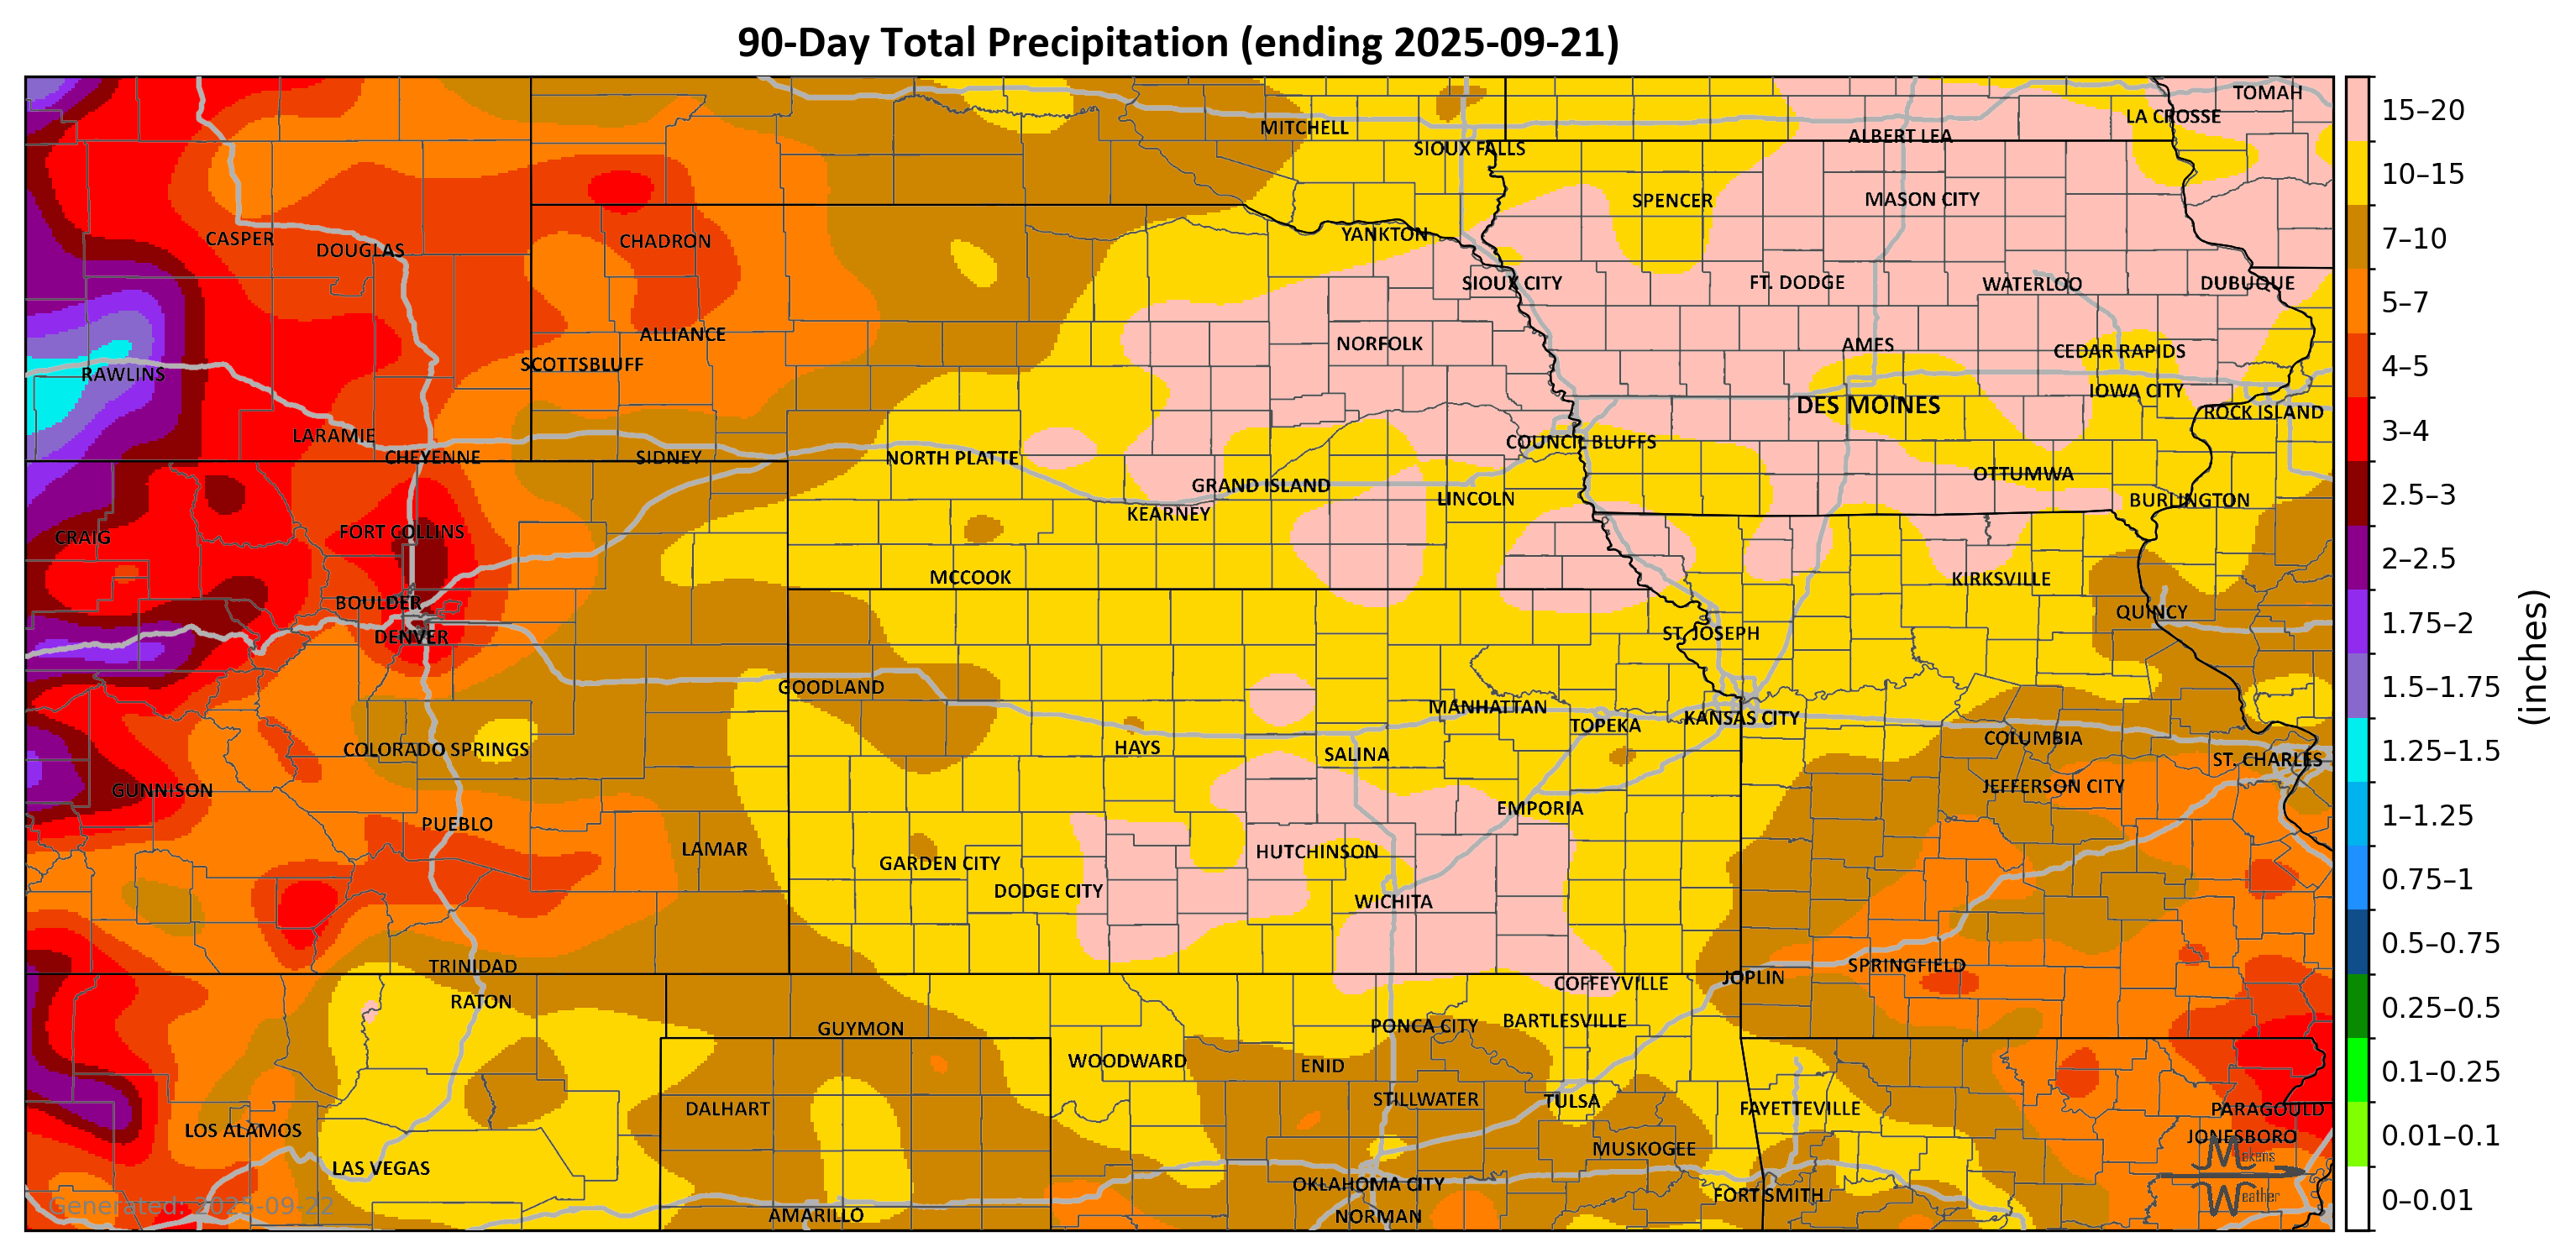 90-Day Total Precipitation (ending 2025-09-21)
TOMAH
LA CROSSE
MITCHELL
ALBERT LEA
SIOUX FALLS
SPENCER
MASON CITY
CASPER
DOUGLAS
CHADRON
YANKTON
SIOUX CITY
FT. DODGE
WATERLOO
DUBUQUE
ALLIANCE
NORFOLK
AMES
CEDAR RAPIDS
SCOTTSBLUFF
RAWLINS
IOWA CITY
DES MOINES
ROCK ISLAND
LARAMIE
COUNCIL BLUFFS
CHEYENNE
SIDNEY
NORTH PLATTE
OTTUMWA
GRAND ISLAND
LINCOLN
BURLINGTON
KEARNEY
CRAIG
FORT COLLINS
MCCOOK
KIRKSVILLE
BOULDER
QUINCY
DENVER
ST. JOSEPH
GOODLAND
MANHATTAN
TOPEKA
KANSAS CITY
COLUMBIA
COLORADO SPRINGS
HAYS
SALINA
ST. CHARLES
GUNNISON
JEFFERSON CITY
EMPORIA
PUEBLO
LAMAR
GARDEN CITY
HUTCHINSON
DODGE CITY
WICHITA
TRINIDAD
SPRINGFIELD
JOPLIN
COFFEYVILLE
RATON
GUYMON
PONCA CITY
BARTLESVILLE
WOODWARD
ENID
STILLWATER
TULSA
DALHART
FAYETTEVILLE
PARAGOULD
LOS ALAMOS
JONESBORO
MUSKOGEE
LAS VEGAS
OKLAHOMA CITY
FORT SMITH
AMARILLO
NORMAN
Generated: 2025-09-22
Makens
Weather
15–20
10–15
7–10
5–7
4–5
3–4
2.5–3
2–2.5
1.75–2
1.5–1.75
1.25–1.5
1–1.25
0.75–1
0.5–0.75
0.25–0.5
0.1–0.25
0.01–0.1
0–0.01
(inches)